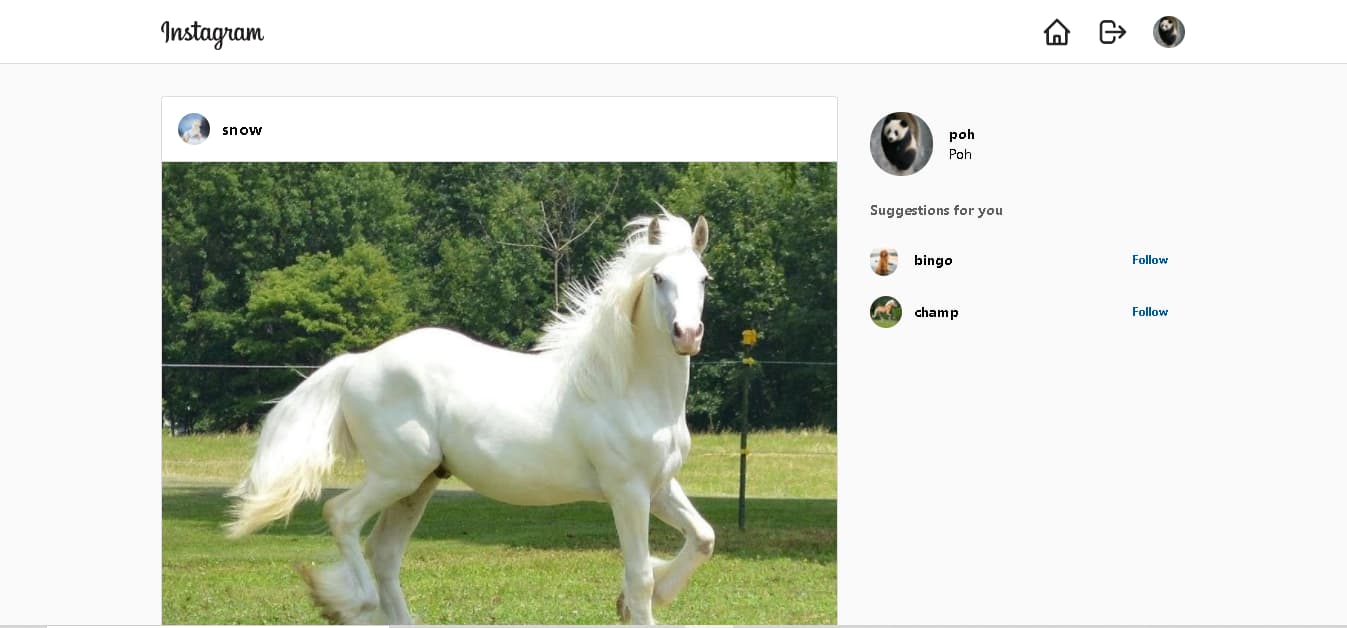 Instagram
snow
poh
Poh
Suggestions for you
bingo
Follow
champ
Follow